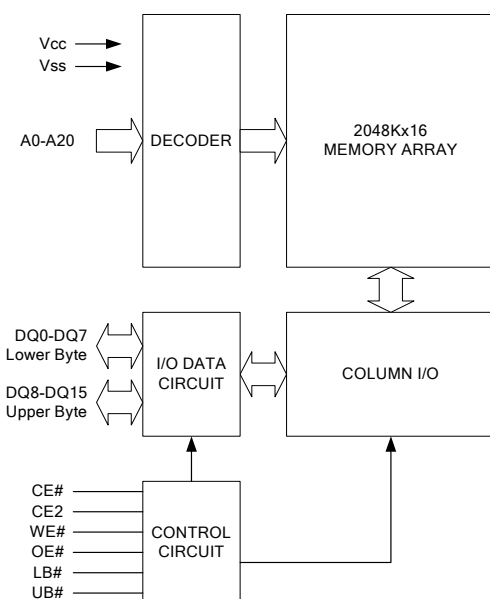 Vcc
Vss
A0-A20
DECODER
2048Kx16
MEMORY ARRAY
DQ0-DQ7
Lower Byte
DQ8-DQ15
Upper Byte
I/O DATA
CIRCUIT
COLUMN I/O
CE#
CE2
WE#
OE#
LB#
UB#
CONTROL
CIRCUIT